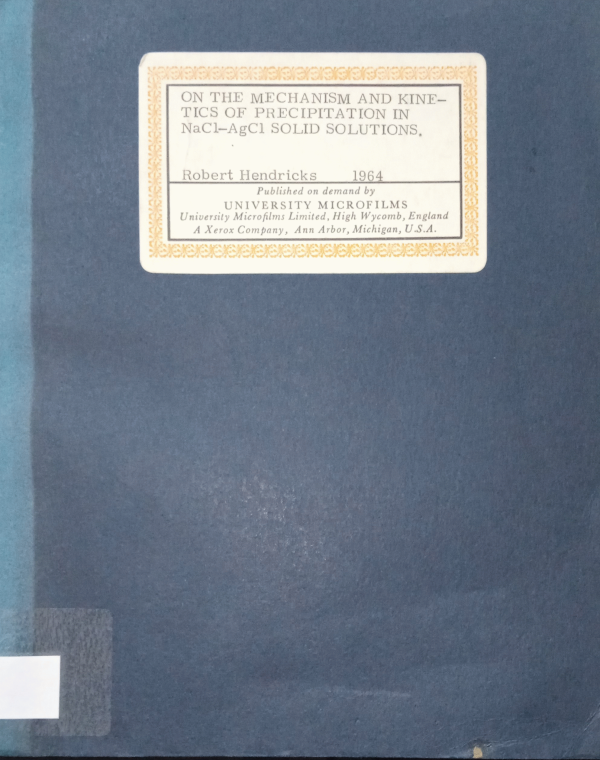 ON THE MECHANISM AND KINE-
TICS OF PRECIPITATION IN
NaCl-AgCl SOLID SOLUTIONS.
Robert Hendricks 1964
Published on demand by
UNIVERSITY MICROFILMS
University Microfilms Limited, High Wycomb, England
A Xerox Company, Ann Arbor, Michigan, U.S.A.